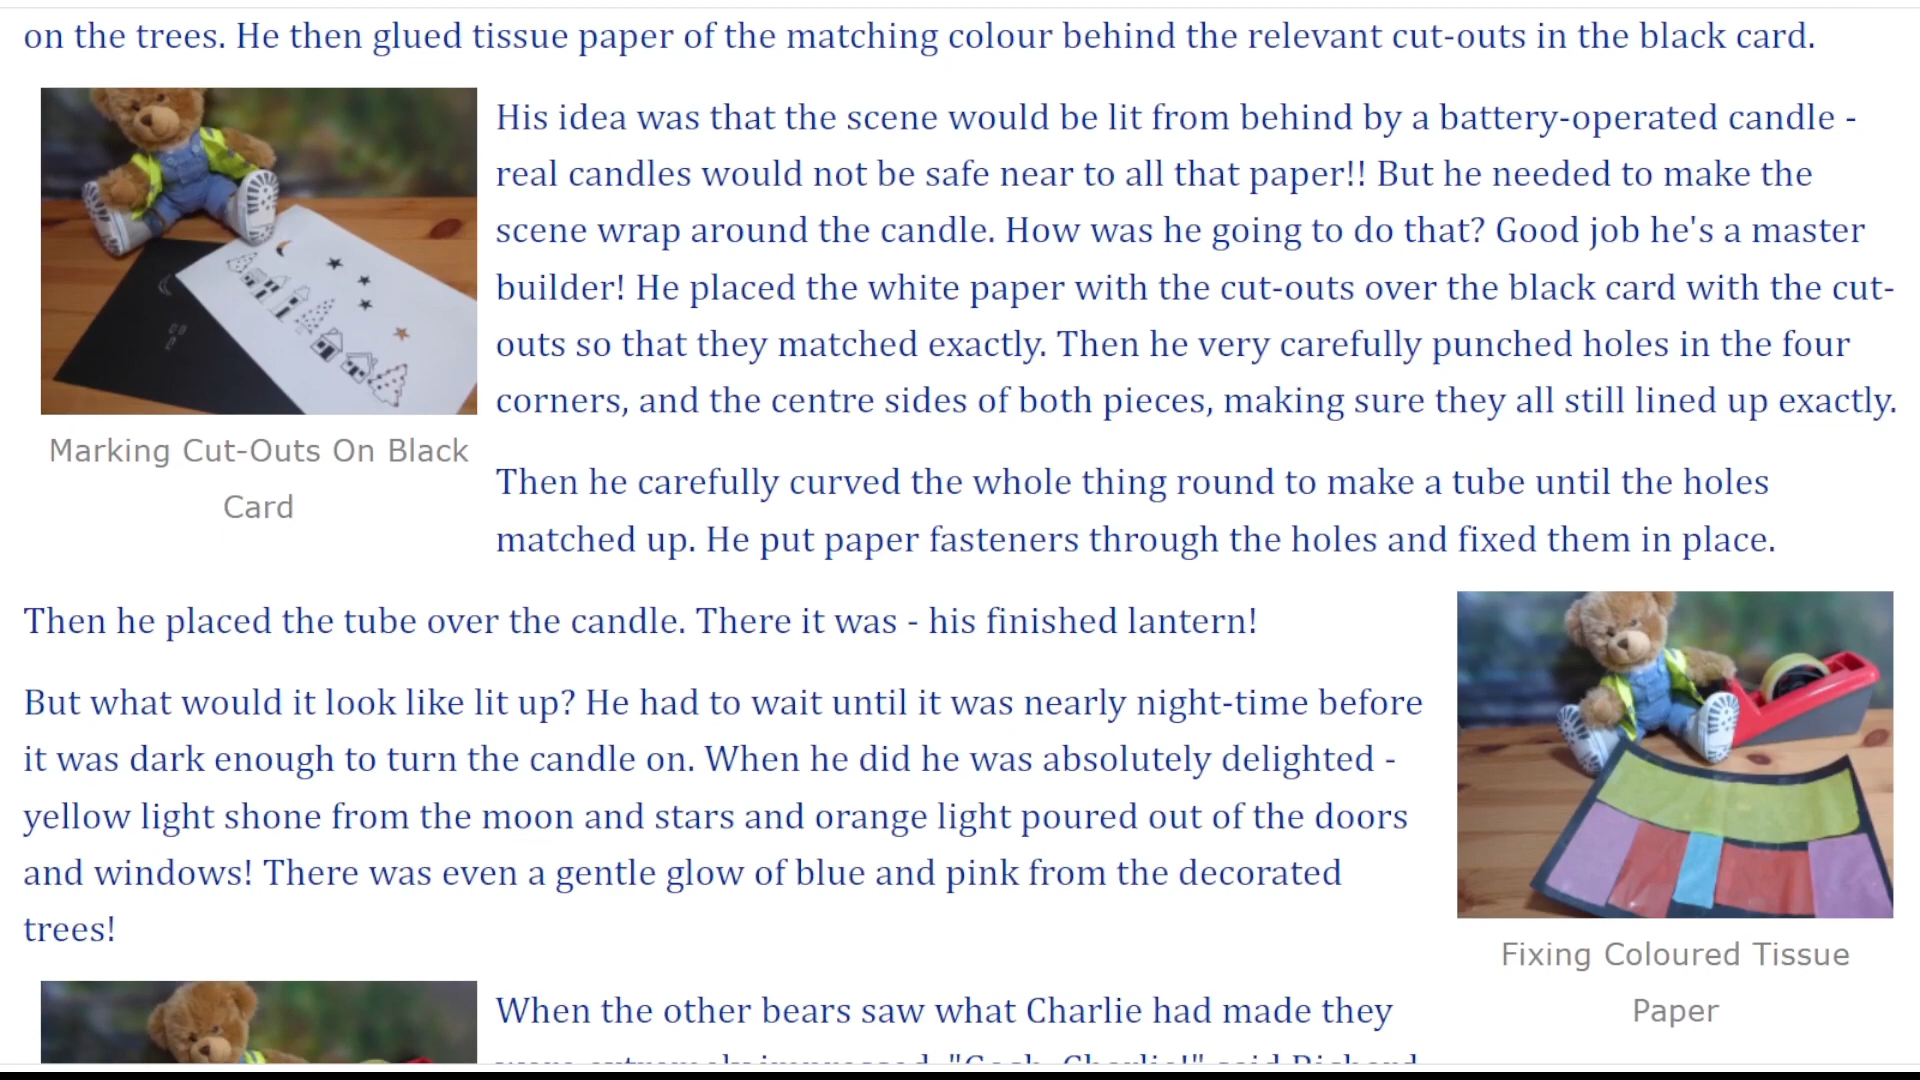 on the trees. He then glued tissue paper of the matching colour behind the relevant cut-outs in the black card.
His idea was that the scene would be lit from behind by a battery-operated candle -
real candles would not be safe near to all that paper!! But he needed to make the
scene wrap around the candle. How was he going to do that? Good job he's a master
builder! He placed the white paper with the cut-outs over the black card with the cut-
outs so that they matched exactly. Then he very carefully punched holes in the four
corners, and the centre sides of both pieces, making sure they all still lined up exactly.
Marking Cut-Outs On Black
Card
Then he carefully curved the whole thing round to make a tube until the holes
matched up. He put paper fasteners through the holes and fixed them in place.
Then he placed the tube over the candle. There it was - his finished lantern!
But what would it look like lit up? He had to wait until it was nearly night-time before
it was dark enough to turn the candle on. When he did he was absolutely delighted -
yellow light shone from the moon and stars and orange light poured out of the doors
and windows! There was even a gentle glow of blue and pink from the decorated
trees!
Fixing Coloured Tissue
Paper
When the other bears saw what Charlie had made they
were extremely impressed. "Gosh, Charlie!" said Richard